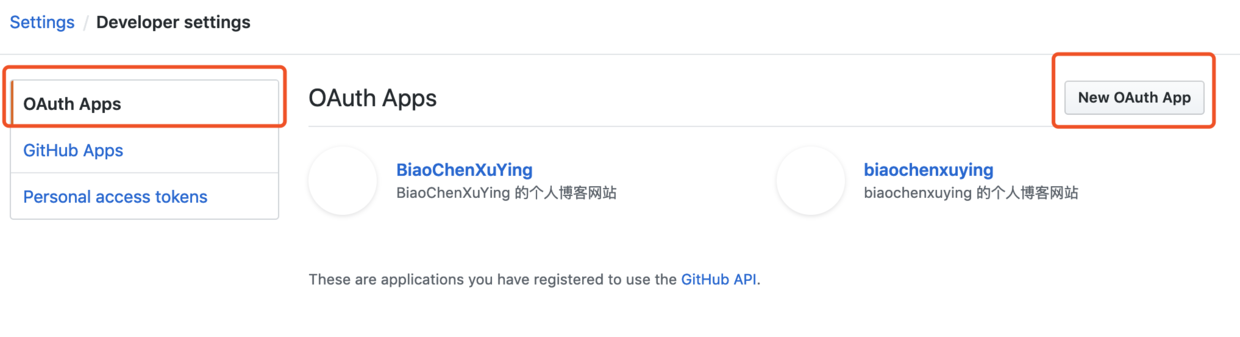 Settings / Developer settings
OAuth Apps
GitHub Apps
Personal access tokens
OAuth Apps
New OAuth App
BiaoChenXuYing
BiaoChenXuYing 的个人博客网站
biaochenxuying
biaochenxuying 的个人博客网站
These are applications you have registered to use the GitHub API.